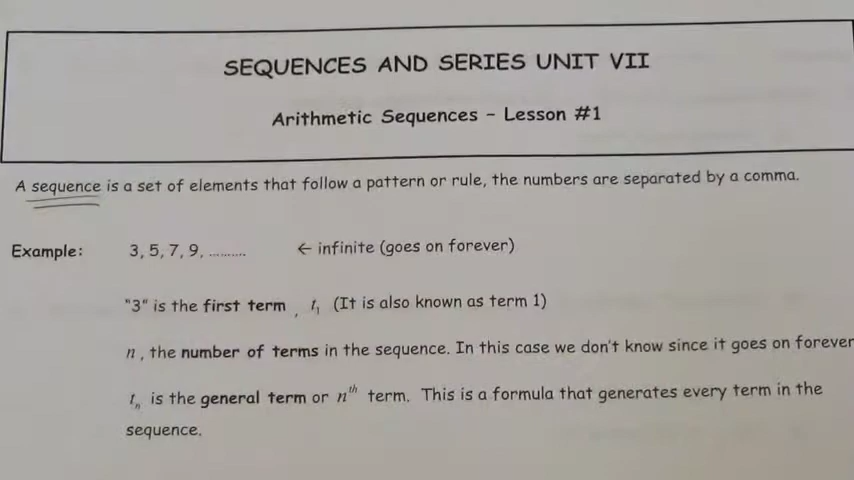 SEQUENCES AND SERIES UNIT VII
Arithmetic Sequences – Lesson #1
A sequence is a set of elements that follow a pattern or rule, the numbers are separated by a comma.
Example: 3, 5, 7, 9, ......... ← infinite (goes on forever)
"3" is the first term , t₁ (It is also known as term 1)
n , the number of terms in the sequence. In this case we don't know since it goes on forever
tₙ is the general term or nᵗʰ term. This is a formula that generates every term in the
sequence.